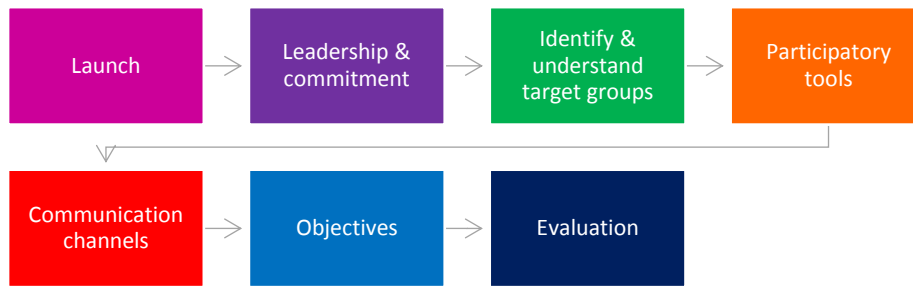 Launch
Leadership &
commitment
Identify &
understand
target groups
Participatory
tools
Communication
channels
Objectives
Evaluation